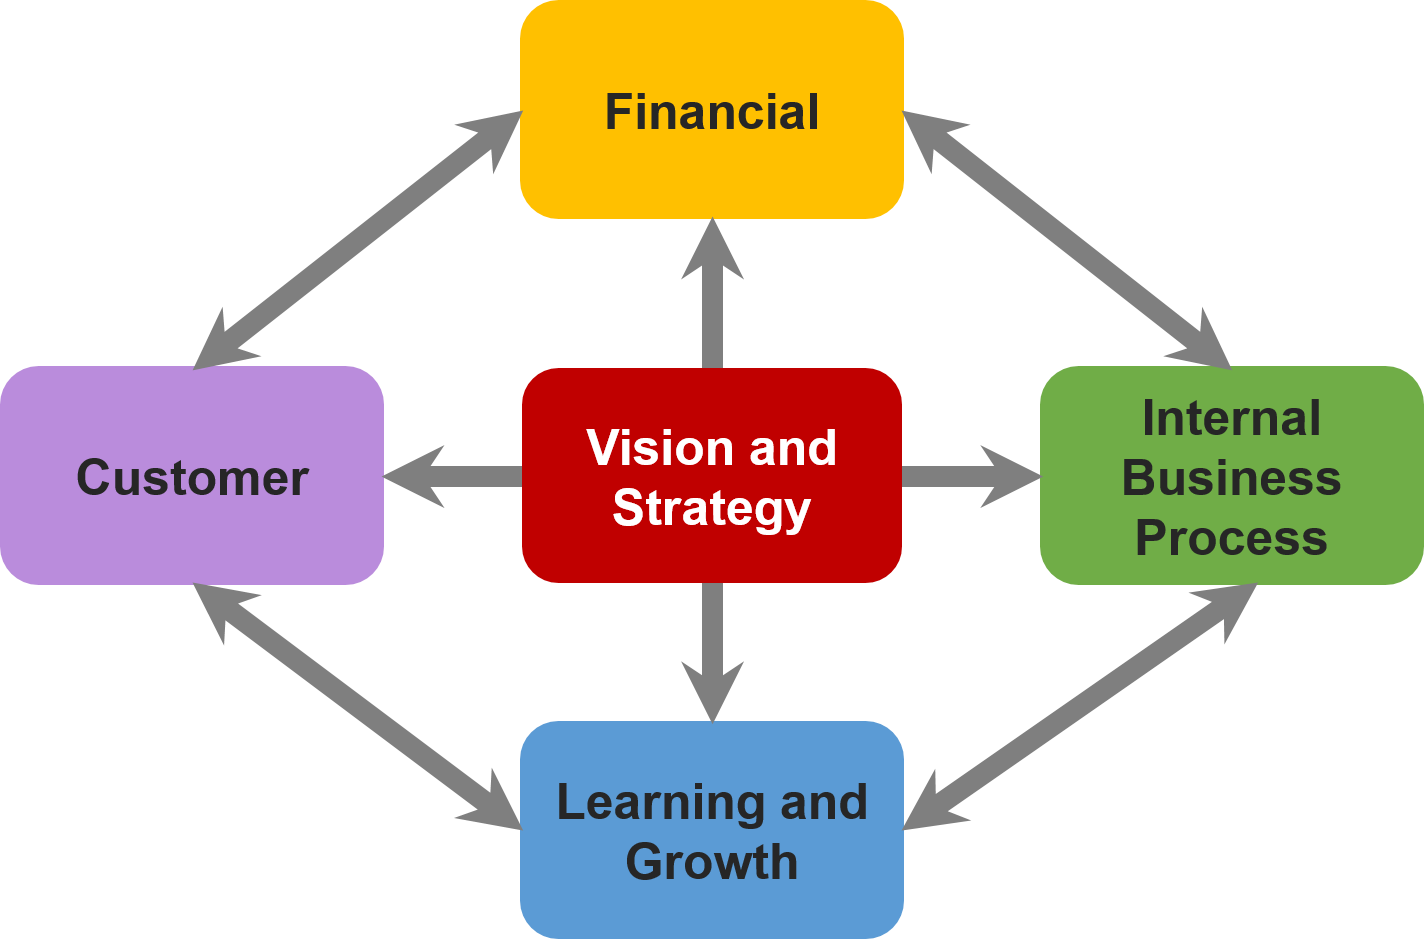 Financial
Customer
Vision and
Strategy
Internal
Business
Process
Learning and
Growth